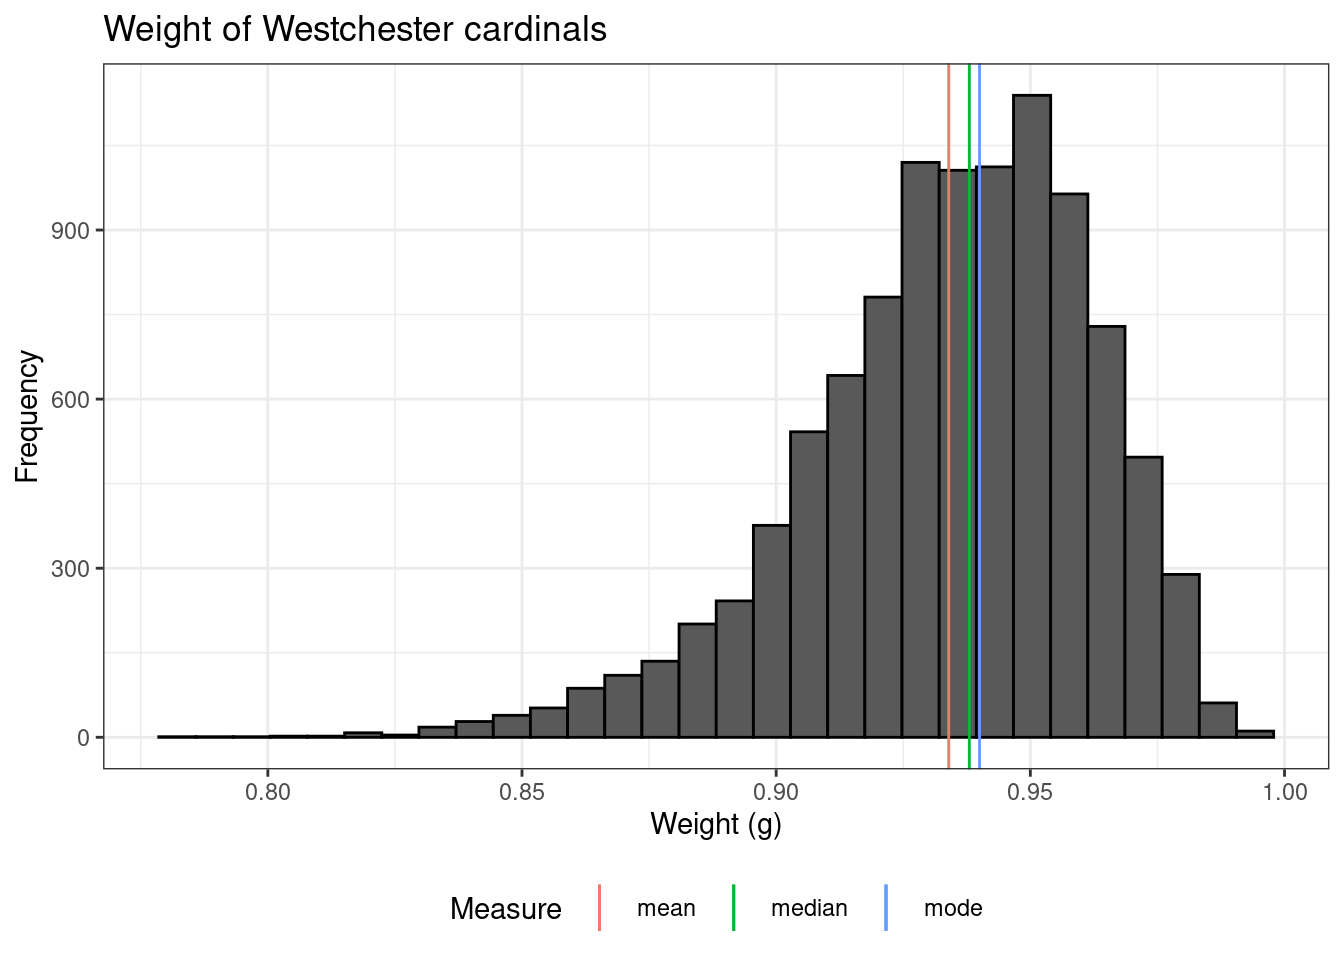 Weight of Westchester cardinals
Frequency
900
600
300
0
0.80 0.85 0.90 0.95 1.00
Weight (g)
Measure mean median mode